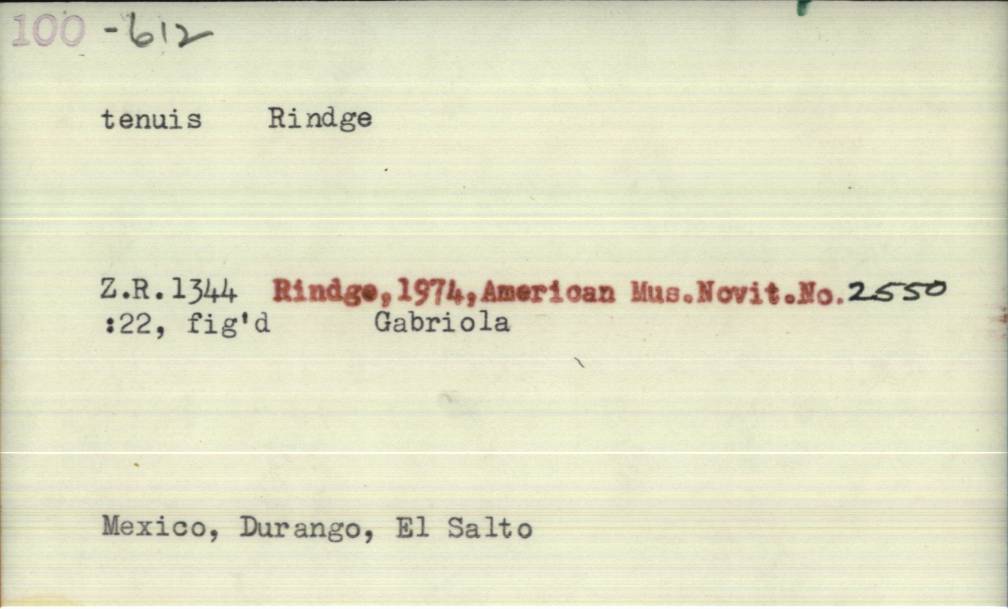 100 -612
tenuis Rindge
Z.R.1344 Rindge,1974,American Mus.Novit.No.2550
:22, fig'd Gabriola
Mexico, Durango, El Salto